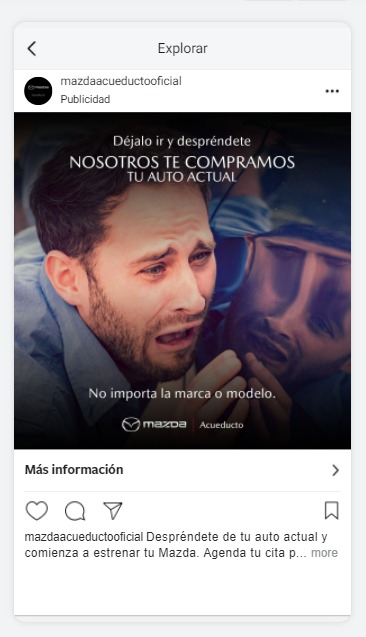 Explorar
mazdaacueductooficial
Publicidad
Déjalo ir y despréndete
NOSOTROS TE COMPRAMOS
TU AUTO ACTUAL
No importa la marca o modelo.
mazda | Acueducto
Más información
mazdaacueductooficial Despréndete de tu auto actual y
comienza a estrenar tu Mazda. Agenda tu cita p... more